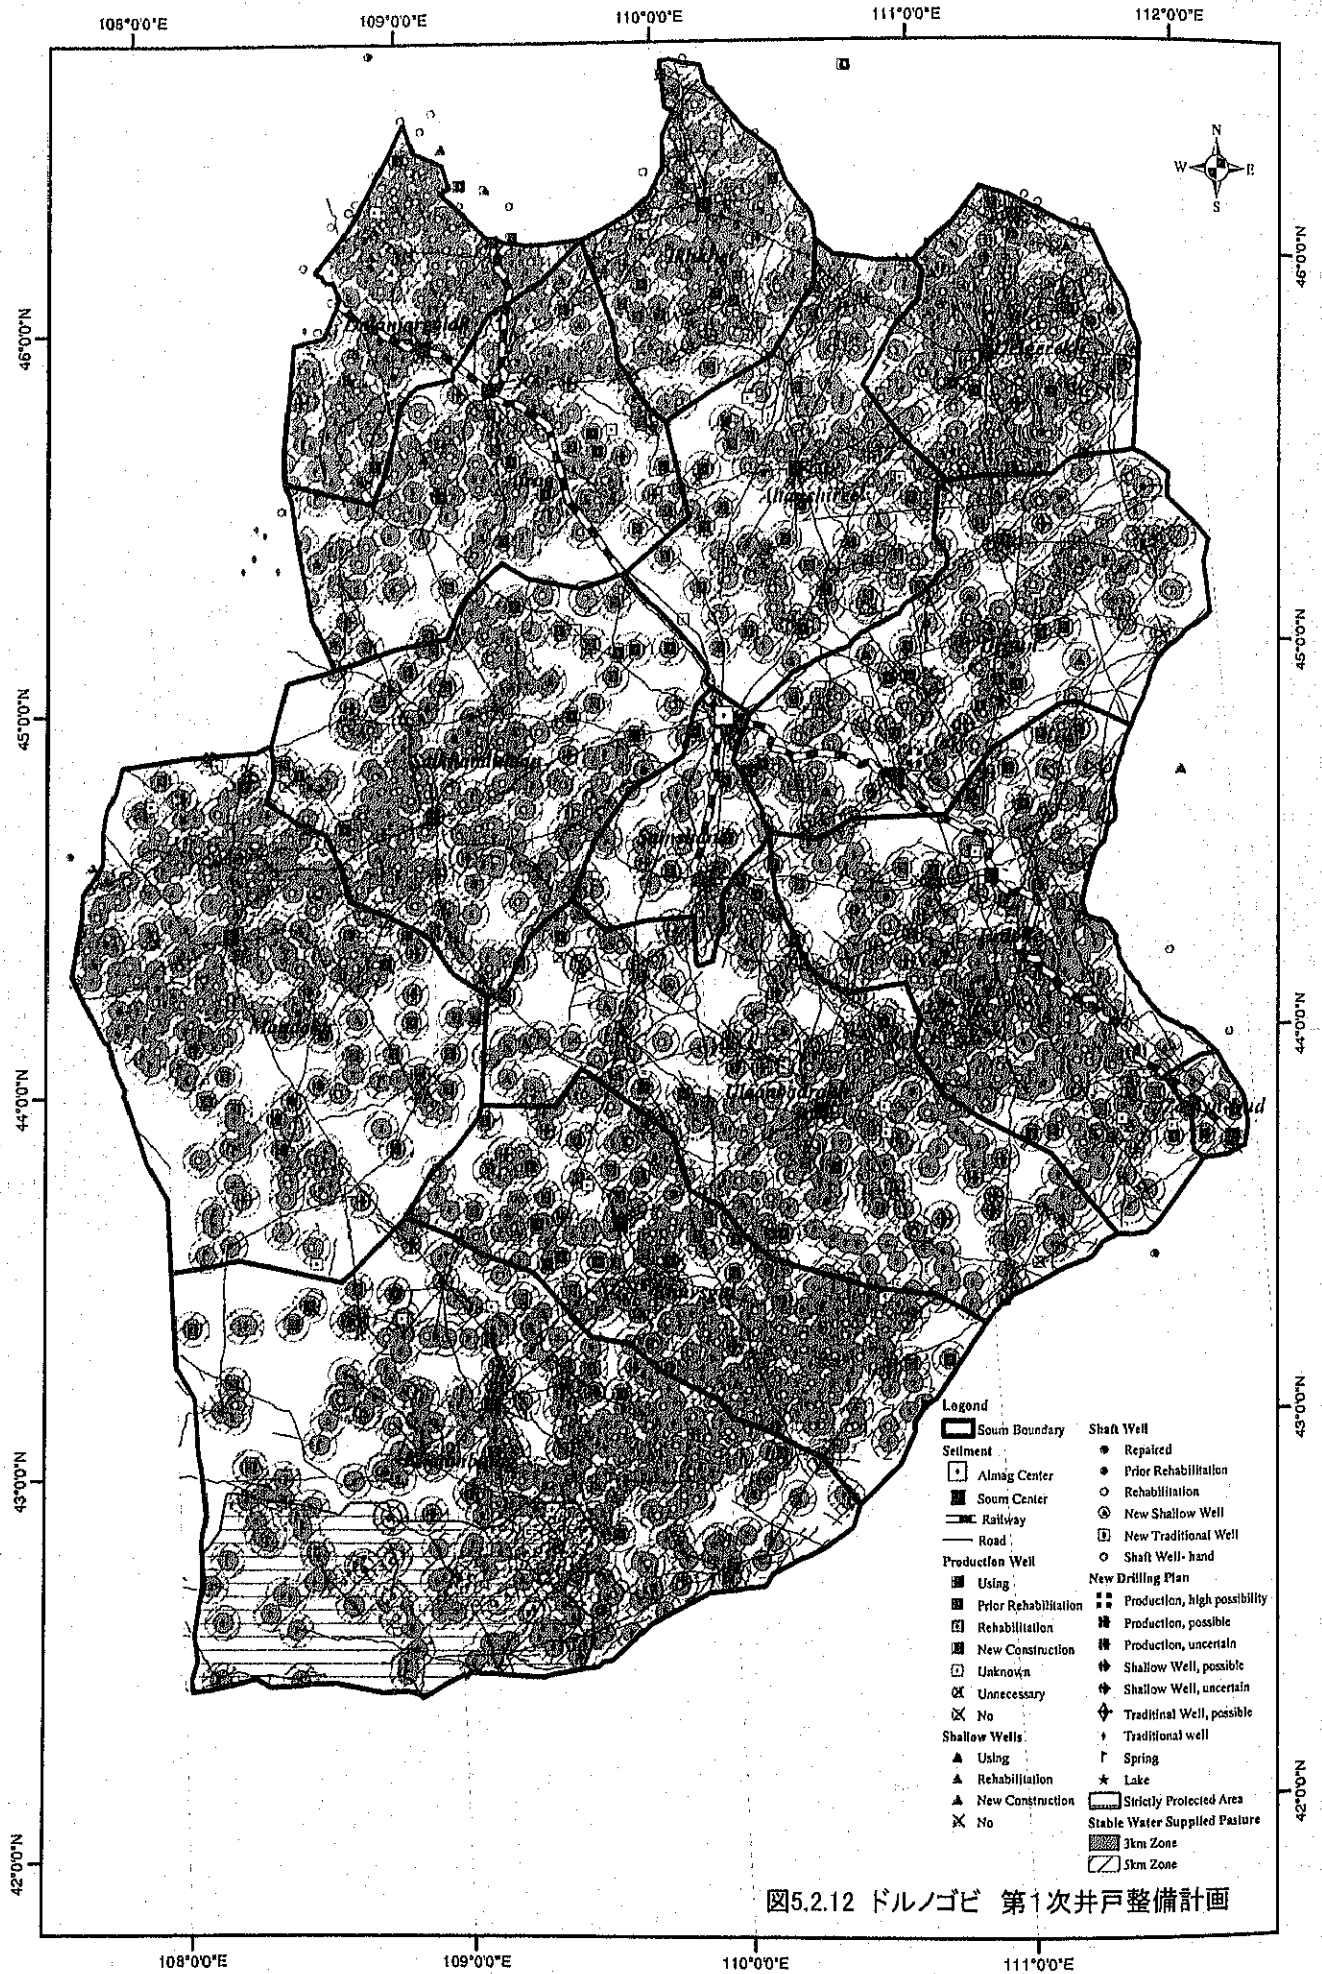 108°0'0"E
109°0'0"E
110°0'0"E
111°0'0"E
112°0'0"E
N
W
E
S
46°0'0"N
46°0'0"N
45°0'0"N
45°0'0"N
44°0'0"N
44°0'0"N
43°0'0"N
43°0'0"N
42°0'0"N
42°0'0"N
Legend
Soum Boundary
Setlment
Aimag Center
Soum Center
Railway
Road
Production Well
Using
Prior Rehabilitation
Rehabilitation
New Construction
Unknown
Unnecessary
No
Shallow Wells
Using
Rehabilitation
New Construction
No
Shaft Well
Repaired
Prior Rehabilitation
Rehabilitation
New Shallow Well
New Traditional Well
Shaft Well- hand
New Drilling Plan
Production, high possibility
Production, possible
Production, uncertain
Shallow Well, possible
Shallow Well, uncertain
Traditinal Well, possible
Traditional well
Spring
Lake
Strictly Protected Area
Stable Water Supplied Pasture
3km Zone
5km Zone
図5.2.12 ドルノゴビ 第1次井戸整備計画
108°0'0"E
109°0'0"E
110°0'0"E
111°0'0"E